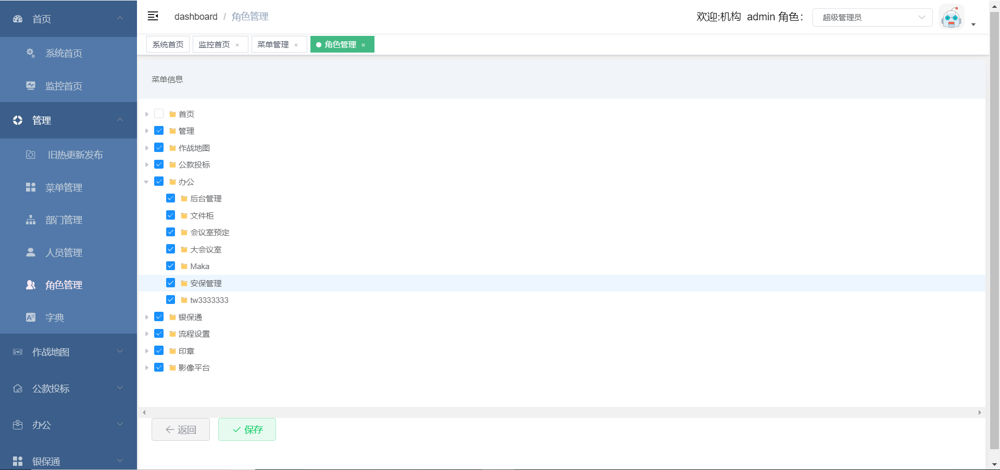 首页
系统首页
监控首页
管理
旧热更新发布
菜单管理
部门管理
人员管理
角色管理
字典
作战地图
公款投标
办公
银保通
dashboard / 角色管理
欢迎:机构 admin 角色：
超级管理员
系统首页
监控首页 ×
菜单管理 ×
角色管理 ×
菜单信息
首页
管理
作战地图
公款投标
办公
后台管理
文件柜
会议室预定
大会议室
Maka
安保管理
tw3333333
银保通
流程设置
印章
影像平台
返回
保存